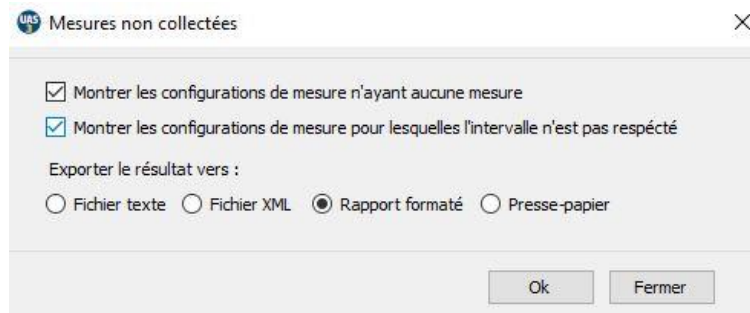 UAS Mesures non collectées
Montrer les configurations de mesure n'ayant aucune mesure
Montrer les configurations de mesure pour lesquelles l'intervalle n'est pas respécté
Exporter le résultat vers :
Fichier texte Fichier XML Rapport formaté Presse-papier
Ok Fermer